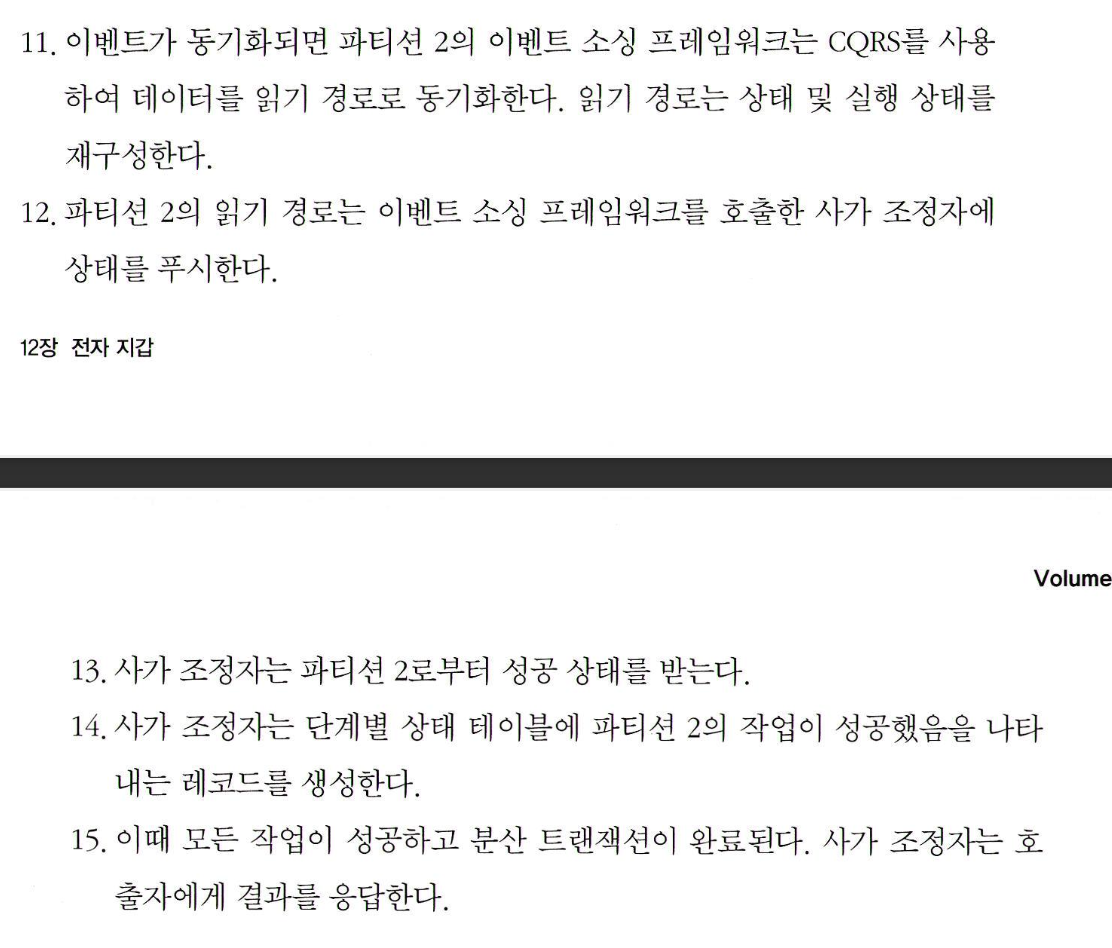 11. 이벤트가 동기화되면 파티션 2의 이벤트 소싱 프레임워크는 CQRS를 사용
하여 데이터를 읽기 경로로 동기화한다. 읽기 경로는 상태 및 실행 상태를
재구성한다.
12. 파티션 2의 읽기 경로는 이벤트 소싱 프레임워크를 호출한 사가 조정자에
상태를 푸시한다.
12장 전자 지갑
Volume
13. 사가 조정자는 파티션 2로부터 성공 상태를 받는다.
14. 사가 조정자는 단계별 상태 테이블에 파티션 2의 작업이 성공했음을 나타
내는 레코드를 생성한다.
15. 이때 모든 작업이 성공하고 분산 트랜잭션이 완료된다. 사가 조정자는 호
출자에게 결과를 응답한다.